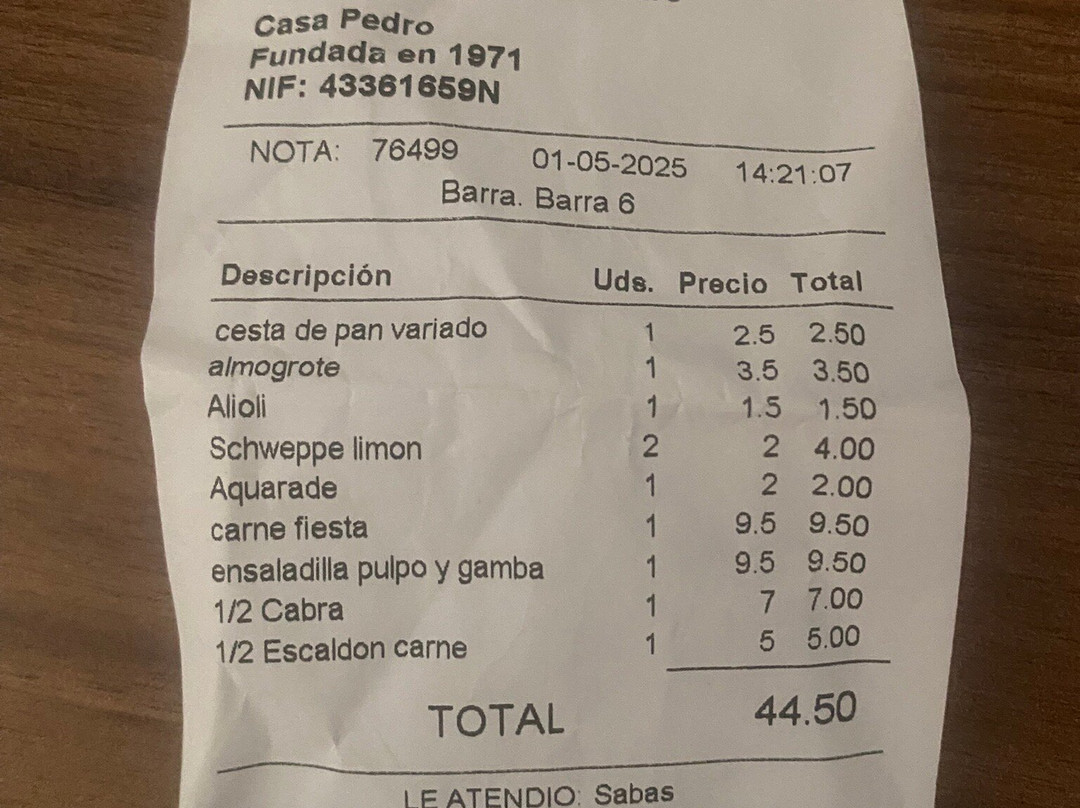 Casa Pedro
Fundada en 1971
NIF: 43361659N
NOTA: 76499 01-05-2025 14:21:07
Barra. Barra 6
Descripción Uds. Precio Total
cesta de pan variado 1 2.5 2.50
almogrote 1 3.5 3.50
Alioli 1 1.5 1.50
Schweppe limon 2 2 4.00
Aquarade 1 2 2.00
carne fiesta 1 9.5 9.50
ensaladilla pulpo y gamba 1 9.5 9.50
1/2 Cabra 1 7 7.00
1/2 Escaldon carne 1 5 5.00
TOTAL 44.50
LE ATENDIO: Sabas